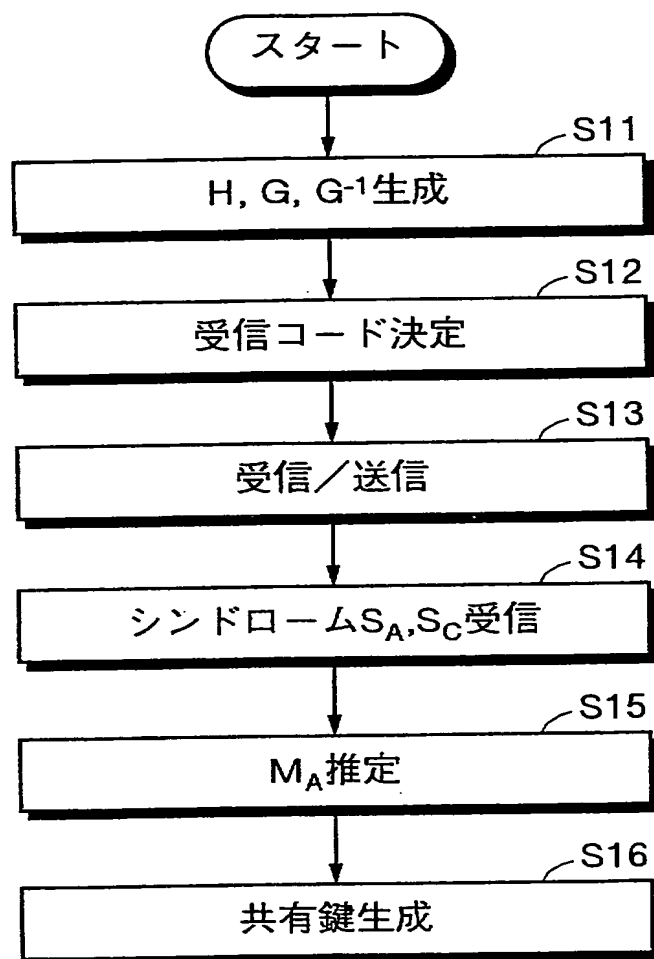 スタート
S11
H, G, G⁻¹生成
S12
受信コード決定
S13
受信／送信
S14
シンドロームS_A,S_C受信
S15
M_A推定
S16
共有鍵生成